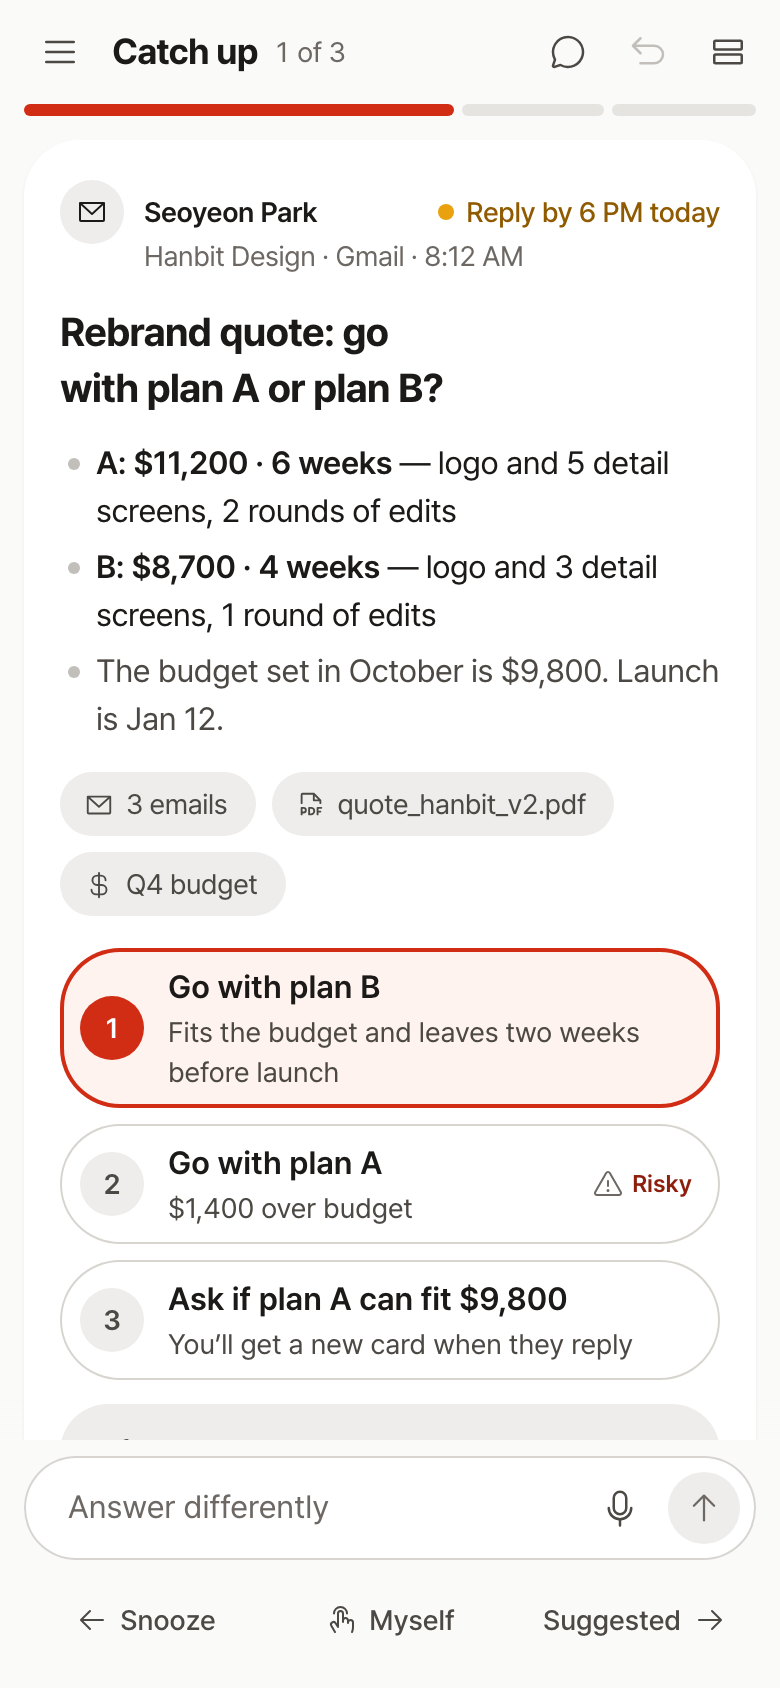 Catch up 1 of 3
Seoyeon Park
Reply by 6 PM today
Hanbit Design · Gmail · 8:12 AM
Rebrand quote: go
with plan A or plan B?
A: $11,200 · 6 weeks — logo and 5 detail
screens, 2 rounds of edits
B: $8,700 · 4 weeks — logo and 3 detail
screens, 1 round of edits
The budget set in October is $9,800. Launch
is Jan 12.
3 emails
PDF quote_hanbit_v2.pdf
$ Q4 budget
1
Go with plan B
Fits the budget and leaves two weeks
before launch
2
Go with plan A
$1,400 over budget
Risky
3
Ask if plan A can fit $9,800
You’ll get a new card when they reply
Answer differently
Snooze
Myself
Suggested